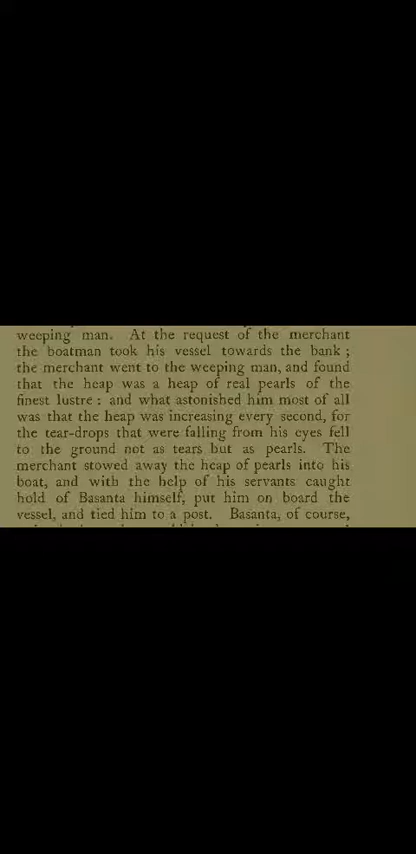 weeping man. At the request of the merchant
the boatman took his vessel towards the bank ;
the merchant went to the weeping man, and found
that the heap was a heap of real pearls of the
finest lustre : and what astonished him most of all
was that the heap was increasing every second, for
the tear-drops that were falling from his eyes fell
to the ground not as tears but as pearls. The
merchant stowed away the heap of pearls into his
boat, and with the help of his servants caught
hold of Basanta himself, put him on board the
vessel, and tied him to a post. Basanta, of course,